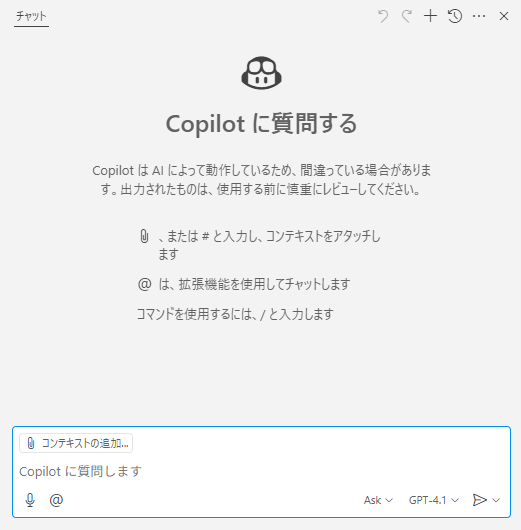 チャット
Copilot に質問する
Copilot は AI によって動作しているため、間違っている場合がありま
す。出力されたものは、使用する前に慎重にレビューしてください。
、または # と入力し、コンテキストをアタッチし
ます
@ は、拡張機能を使用してチャットします
コマンドを使用するには、/ と入力します
コンテキストの追加...
Copilot に質問します
@ Ask GPT-4.1